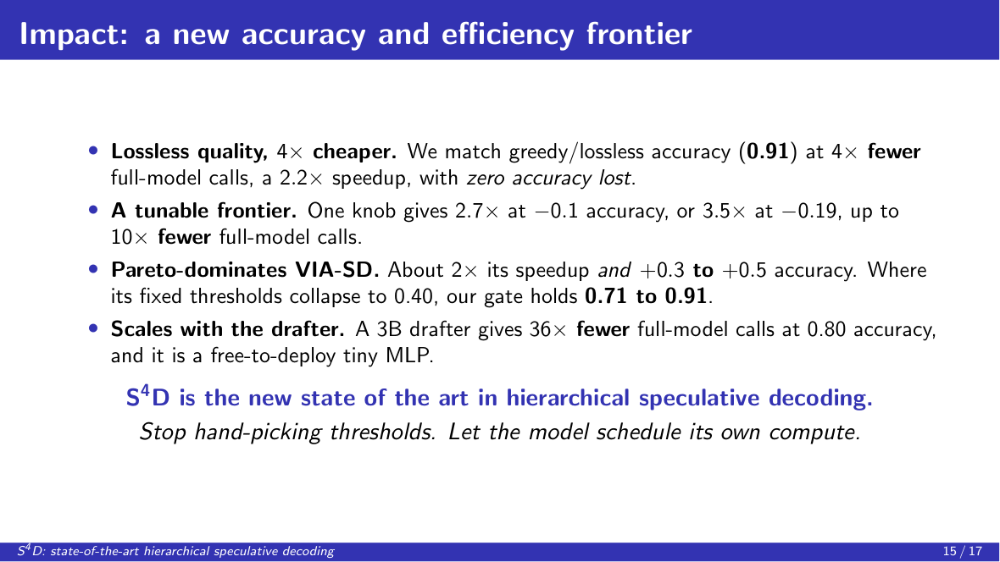 Impact: a new accuracy and efficiency frontier
• Lossless quality, 4× cheaper. We match greedy/lossless accuracy (0.91) at 4× fewer
full-model calls, a 2.2× speedup, with zero accuracy lost.
• A tunable frontier. One knob gives 2.7× at −0.1 accuracy, or 3.5× at −0.19, up to
10× fewer full-model calls.
• Pareto-dominates VIA-SD. About 2× its speedup and +0.3 to +0.5 accuracy. Where
its fixed thresholds collapse to 0.40, our gate holds 0.71 to 0.91.
• Scales with the drafter. A 3B drafter gives 36× fewer full-model calls at 0.80 accuracy,
and it is a free-to-deploy tiny MLP.
S⁴D is the new state of the art in hierarchical speculative decoding.
Stop hand-picking thresholds. Let the model schedule its own compute.
S⁴D: state-of-the-art hierarchical speculative decoding
15 / 17